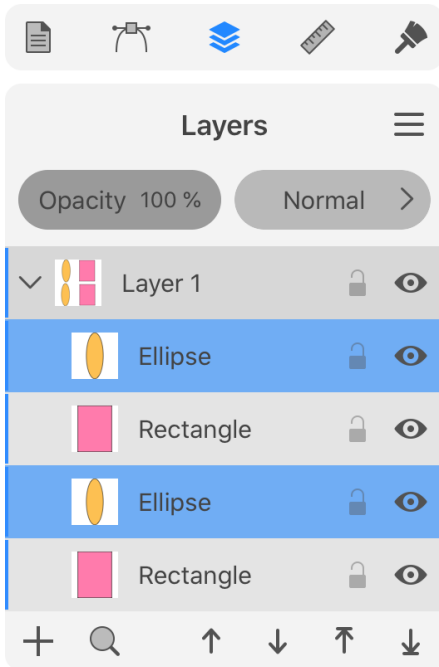 Layers
Opacity 100 %
Normal
Layer 1
Ellipse
Rectangle
Ellipse
Rectangle